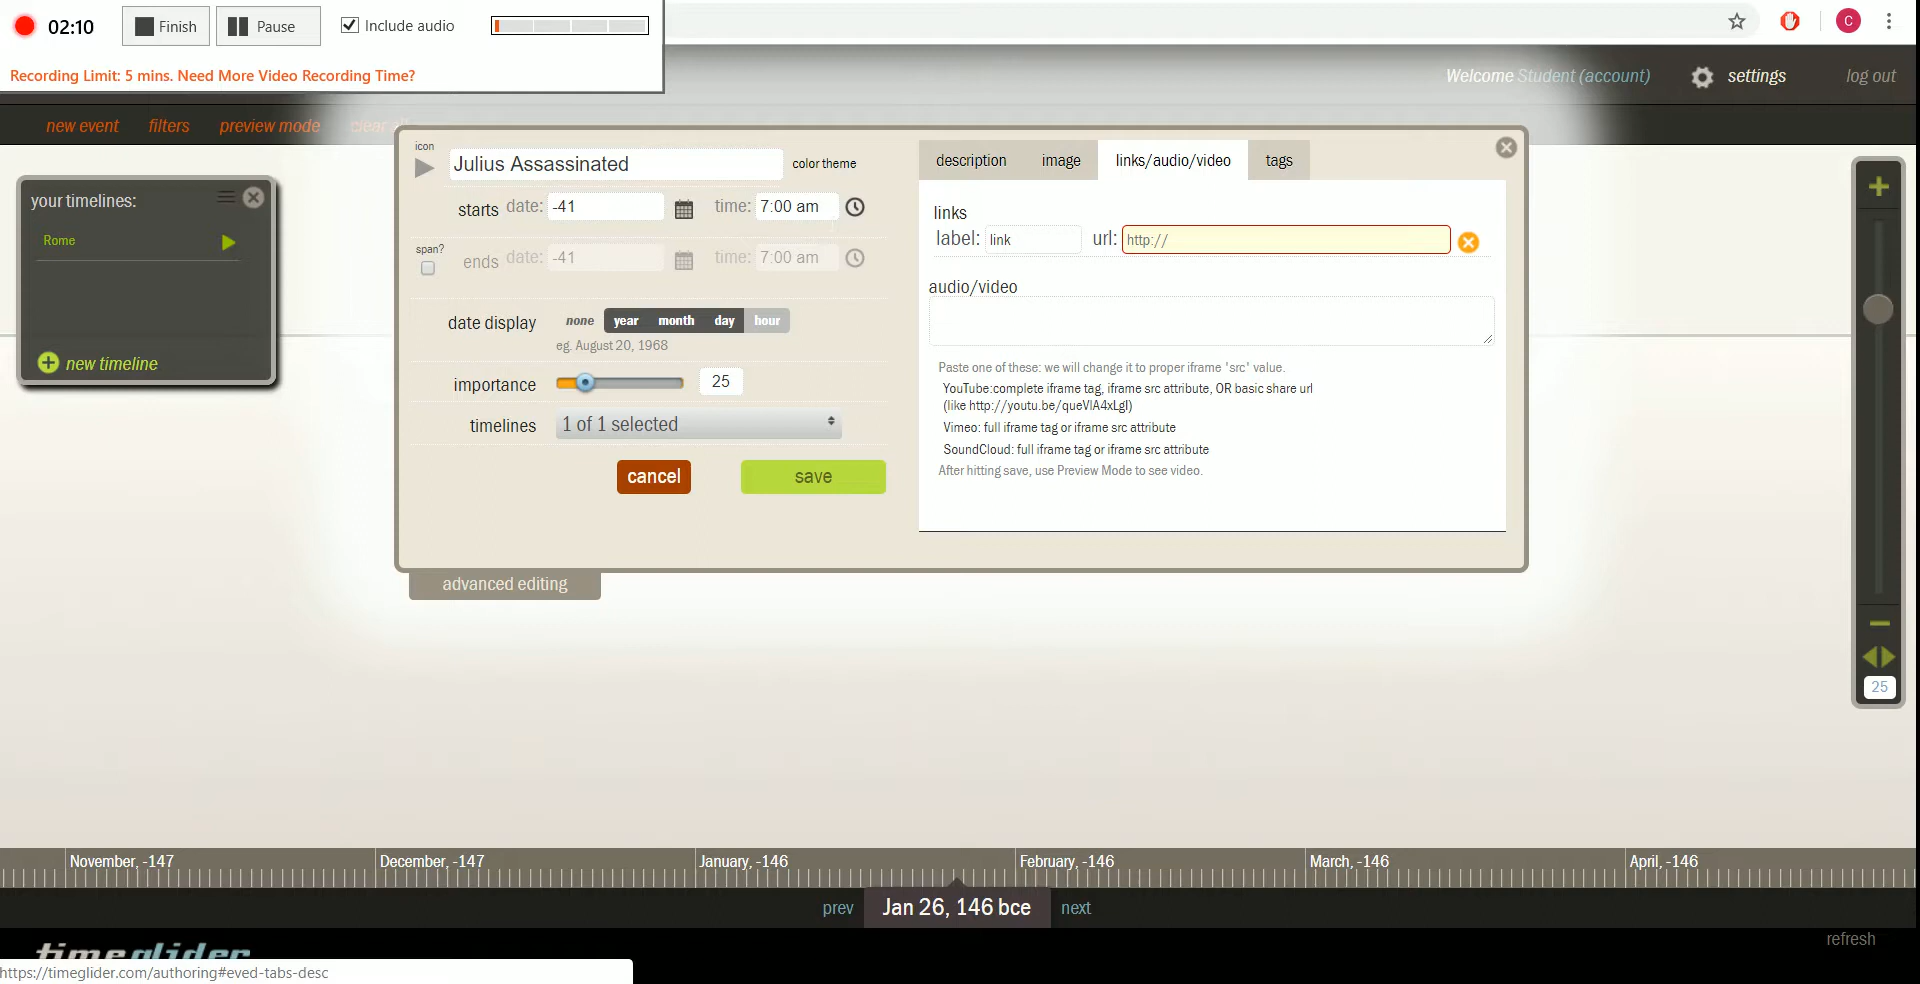 02:10
Finish
Pause
Include audio
Recording Limit: 5 mins. Need More Video Recording Time?
C
Welcome Student (account)
settings
log out
new event
filters
preview mode
clear all
icon
Julius Assassinated
color theme
starts date: -41 time: 7:00 am
span?
ends date: -41 time: 7:00 am
date display none year month day hour
eg. August 20, 1968
importance 25
timelines 1 of 1 selected
cancel
save
advanced editing
description
image
links/audio/video
tags
links
label: link url: http://
audio/video
Paste one of these: we will change it to proper iframe 'src' value.
YouTube:complete iframe tag, iframe src attribute, OR basic share url
(like http://youtu.be/queVIA4xLgI)
Vimeo: full iframe tag or iframe src attribute
SoundCloud: full iframe tag or iframe src attribute
After hitting save, use Preview Mode to see video.
your timelines:
Rome
new timeline
25
November, -147
December, -147
January, -146
February, -146
March, -146
April, -146
prev
Jan 26, 146 bce
next
timeglider
refresh
https://timeglider.com/authoring#eved-tabs-desc